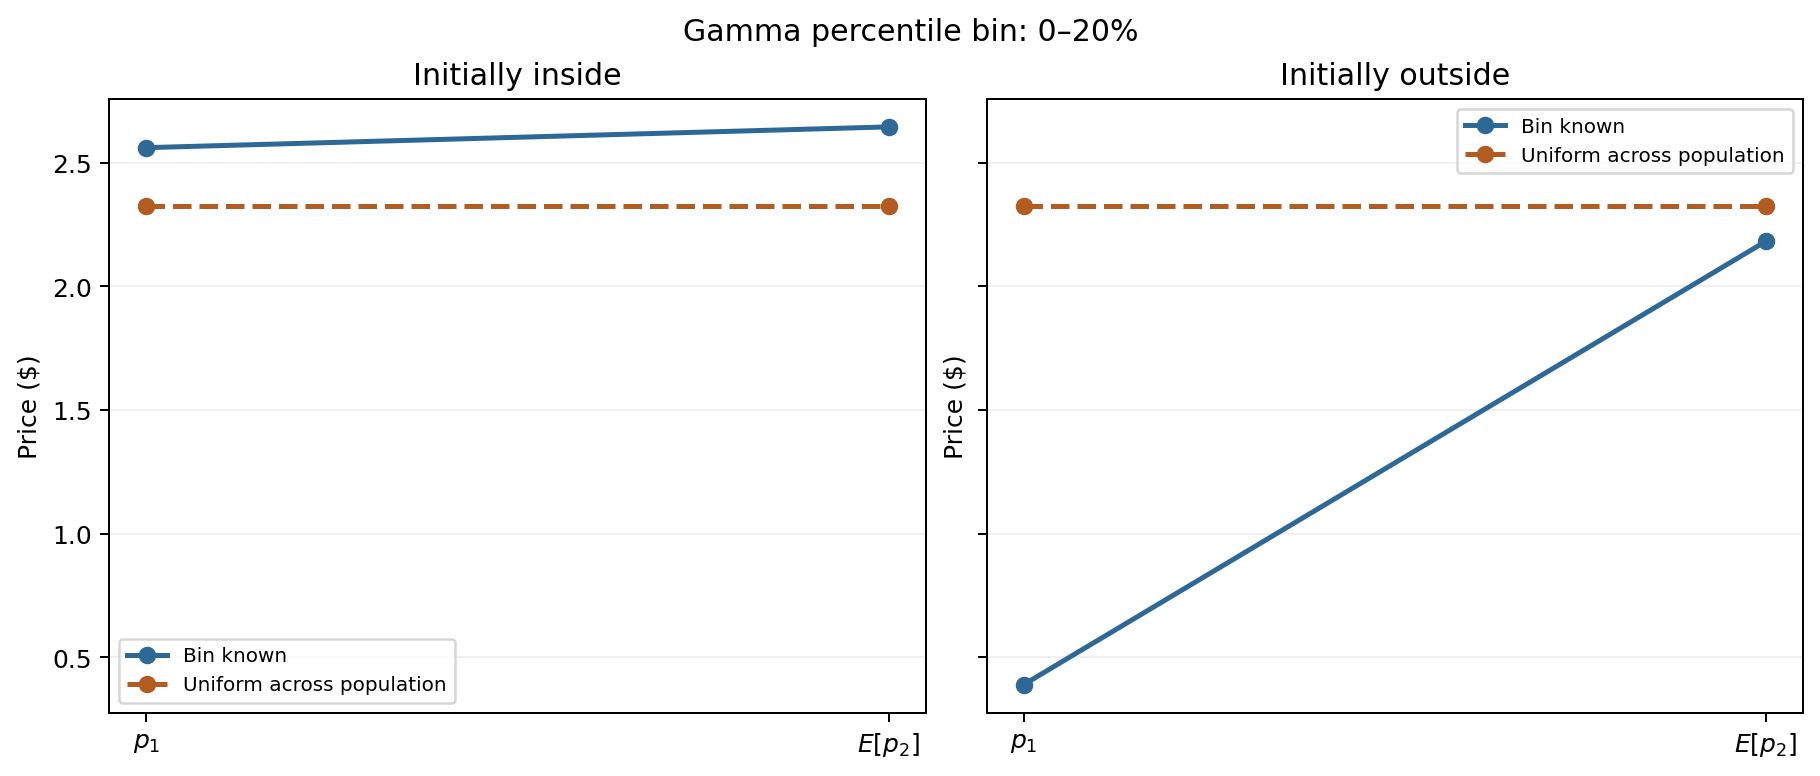 Gamma percentile bin: 0–20%
Initially inside
Price ($)
2.5
2.0
1.5
1.0
0.5
Bin known
Uniform across population
p₁
E[p₂]
Initially outside
Price ($)
Bin known
Uniform across population
p₁
E[p₂]